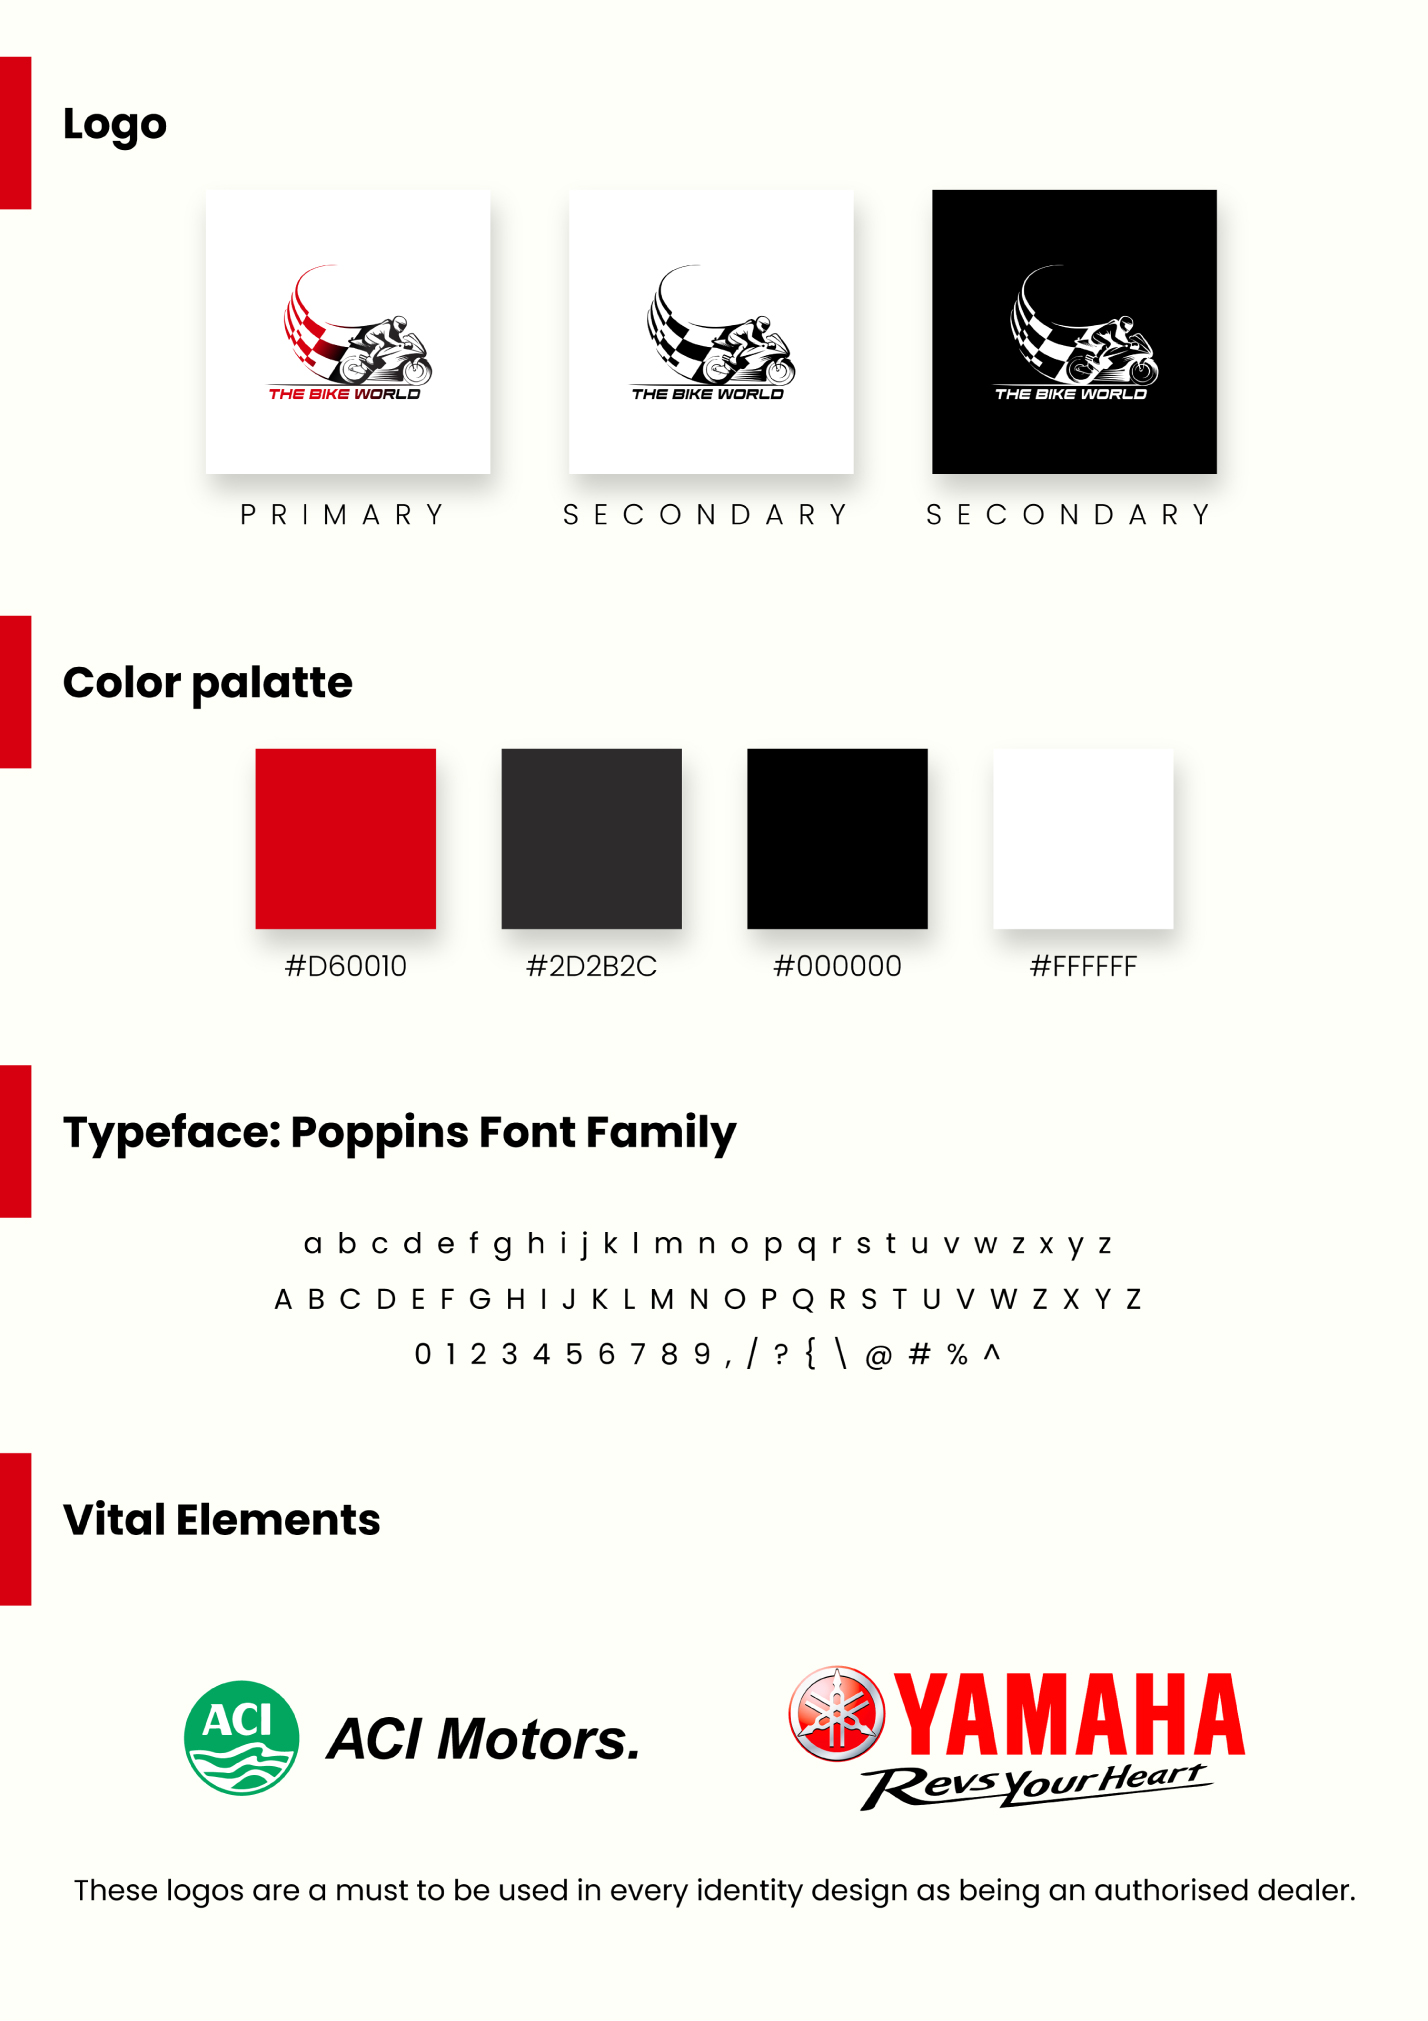 Logo
THE BIKE WORLD
THE BIKE WORLD
THE BIKE WORLD
PRIMARY
SECONDARY
SECONDARY
Color palatte
#D60010
#2D2B2C
#000000
#FFFFFF
Typeface: Poppins Font Family
a b c d e f g h i j k l m n o p q r s t u v w z x y z
A B C D E F G H I J K L M N O P Q R S T U V W Z X Y Z
0 1 2 3 4 5 6 7 8 9 , / ? { \ @ # % ^
Vital Elements
ACI
ACI Motors.
YAMAHA
Revs Your Heart
These logos are a must to be used in every identity design as being an authorised dealer.